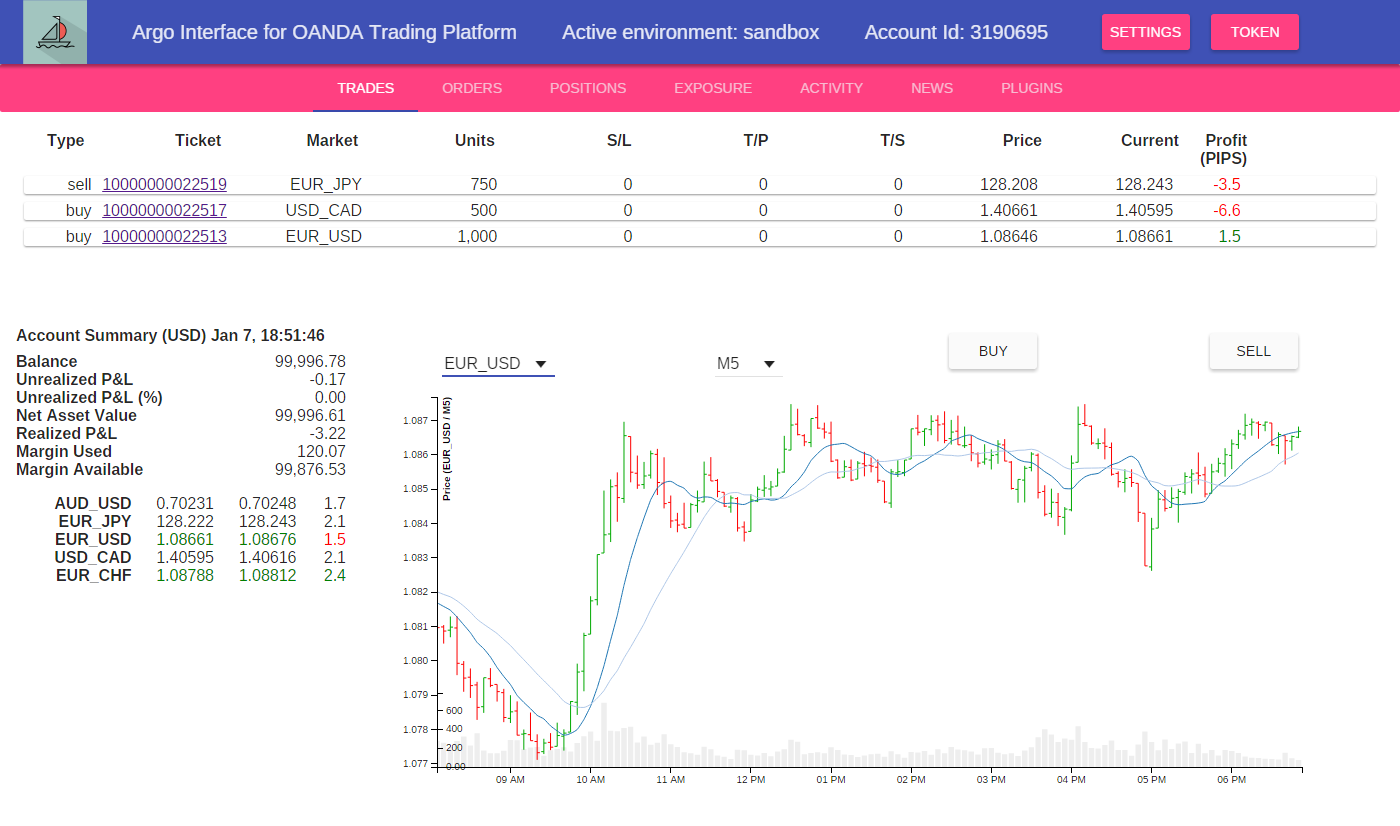 Argo Interface for OANDA Trading Platform Active environment: sandbox Account Id: 3190695 SETTINGS TOKEN
TRADES ORDERS POSITIONS EXPOSURE ACTIVITY NEWS PLUGINS
Type Ticket Market Units S/L T/P T/S Price Current Profit
(PIPS)
sell 10000000022519 EUR_JPY 750 0 0 0 128.208 128.243 -3.5
buy 10000000022517 USD_CAD 500 0 0 0 1.40661 1.40595 -6.6
buy 10000000022513 EUR_USD 1,000 0 0 0 1.08646 1.08661 1.5
Account Summary (USD) Jan 7, 18:51:46
Balance 99,996.78
Unrealized P&L -0.17
Unrealized P&L (%) 0.00
Net Asset Value 99,996.61
Realized P&L -3.22
Margin Used 120.07
Margin Available 99,876.53
AUD_USD 0.70231 0.70248 1.7
EUR_JPY 128.222 128.243 2.1
EUR_USD 1.08661 1.08676 1.5
USD_CAD 1.40595 1.40616 2.1
EUR_CHF 1.08788 1.08812 2.4
EUR_USD M5 BUY SELL
Price (EUR_USD / M5)
1.087
1.086
1.085
1.084
1.083
1.082
1.081
1.080
1.079
1.078
1.077
600
400
200
0.00
09 AM 10 AM 11 AM 12 PM 01 PM 02 PM 03 PM 04 PM 05 PM 06 PM